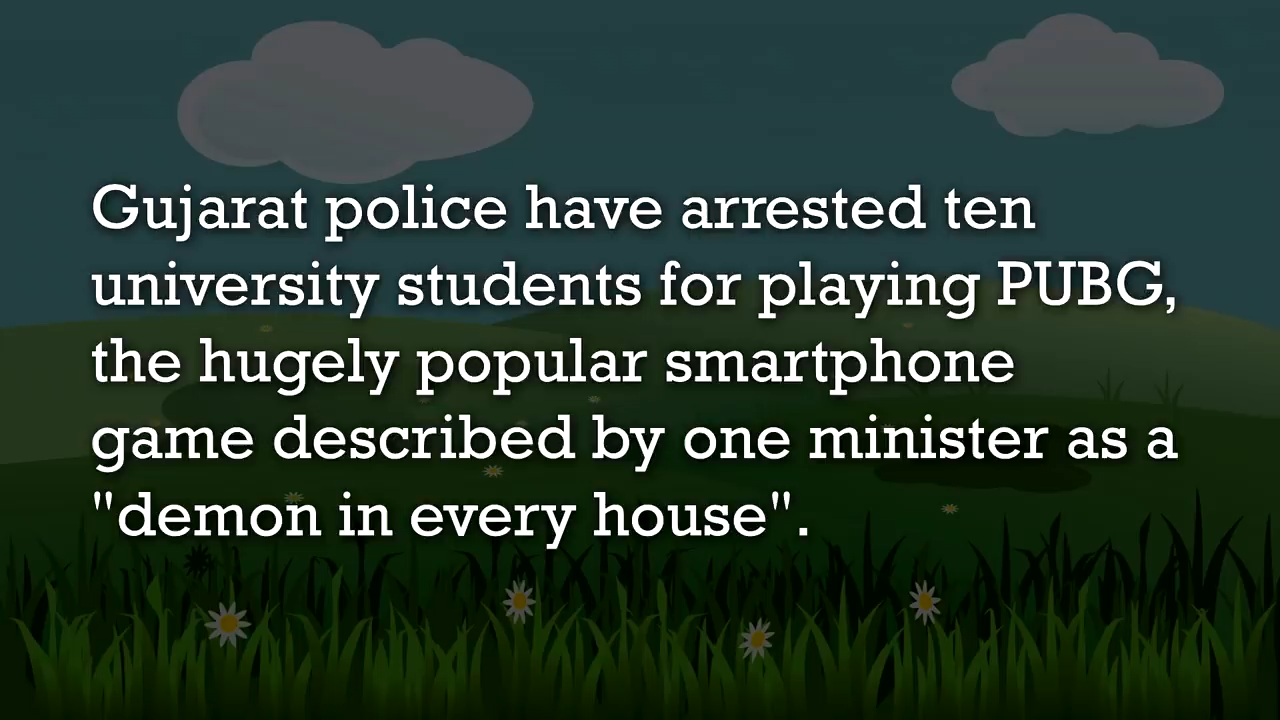 Gujarat police have arrested ten
university students for playing PUBG,
the hugely popular smartphone
game described by one minister as a
"demon in every house".